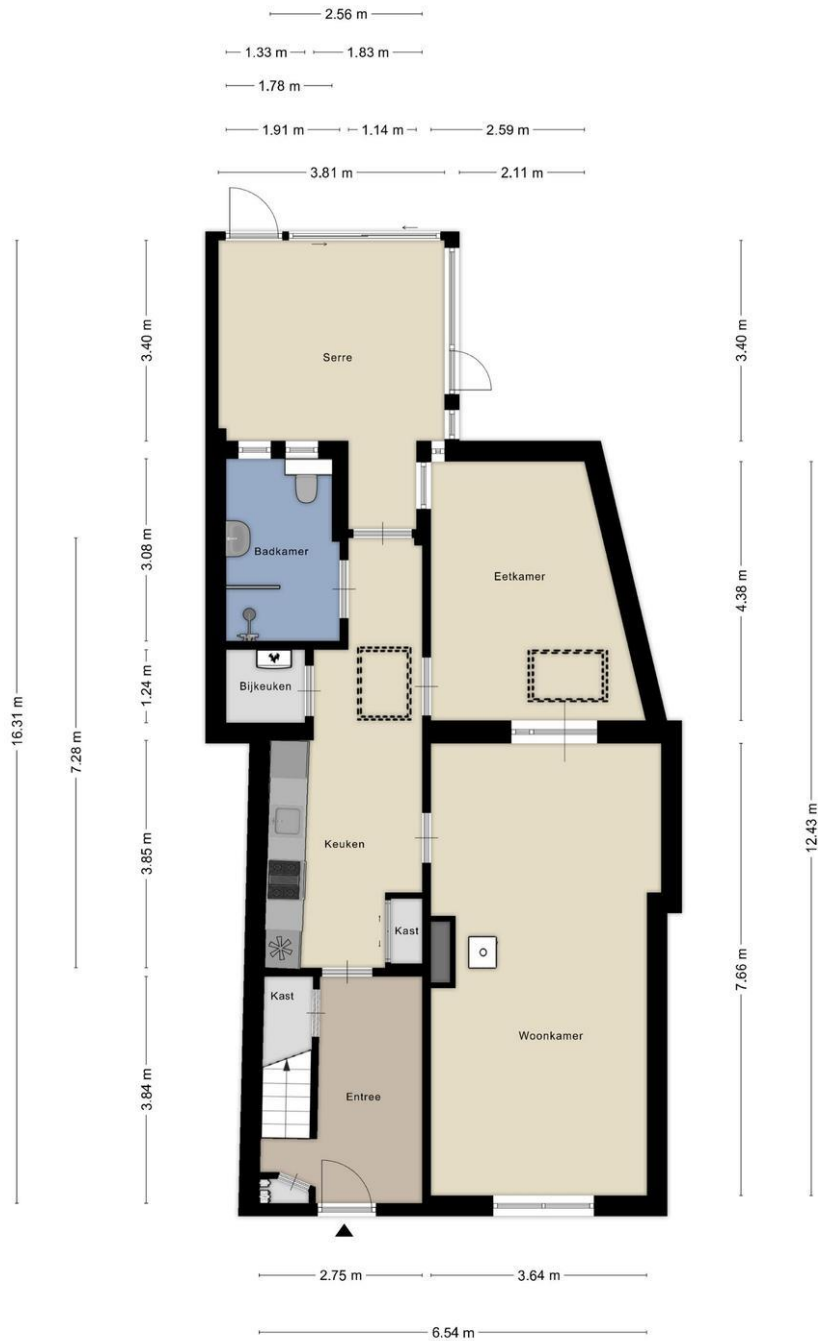 2.56 m
1.33 m
1.83 m
1.78 m
1.91 m
1.14 m
2.59 m
3.81 m
2.11 m
16.31 m
7.28 m
3.40 m
3.08 m
1.24 m
3.85 m
3.84 m
Serre
Badkamer
Eetkamer
Bijkeuken
Keuken
Kast
Kast
Woonkamer
Entree
3.40 m
4.38 m
7.66 m
12.43 m
2.75 m
3.64 m
6.54 m